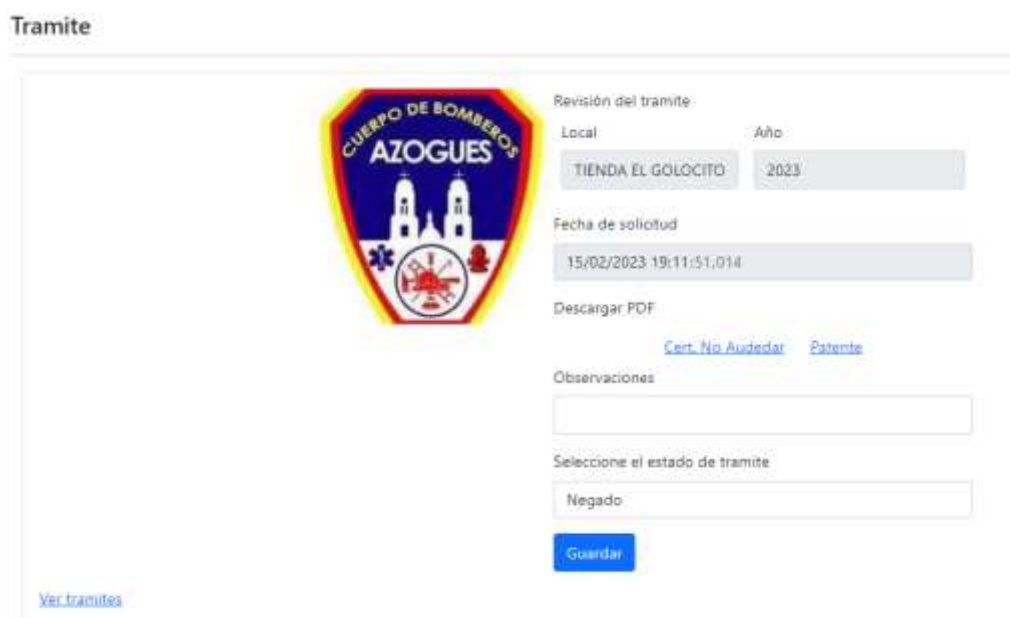 Tramite
CUERPO DE BOMBEROS
AZOGUES
Revisión del tramite
Local Año
TIENDA EL GOLOCITO 2023
Fecha de solicitud
15/02/2023 19:11:51,014
Descargar PDF
Cert. No Audedar Patente
Observaciones
Seleccione el estado de tramite
Negado
Guardar
Ver tramites